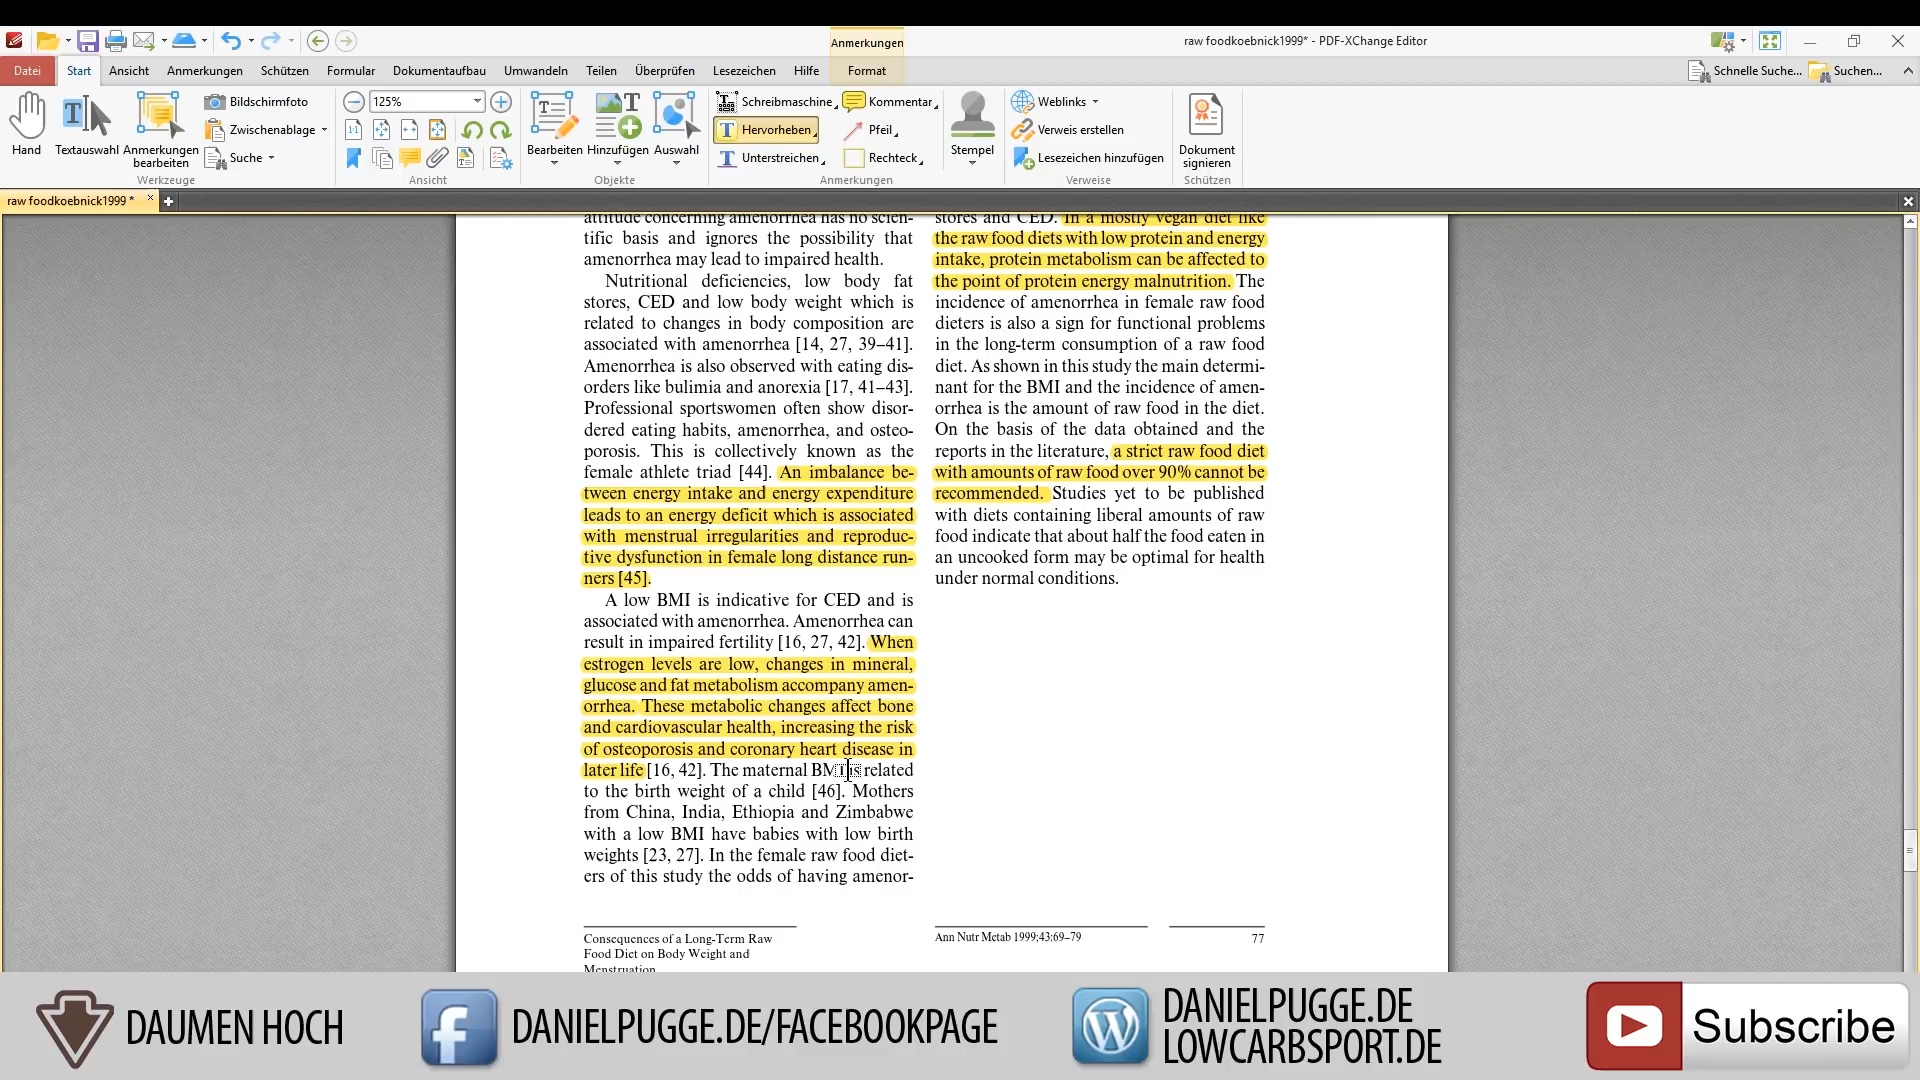 Anmerkungen
raw foodkoebnick1999* - PDF-XChange Editor
Datei
Start
Ansicht
Anmerkungen
Schützen
Formular
Dokumentaufbau
Umwandeln
Teilen
Überprüfen
Lesezeichen
Hilfe
Format
Schnelle Suche...
Suchen...
Hand
Textauswahl
Anmerkungen
bearbeiten
Bildschirmfoto
Zwischenablage
Suche
Werkzeuge
125%
Ansicht
Bearbeiten
Hinzufügen
Auswahl
Objekte
Schreibmaschine
Hervorheben
Unterstreichen
Kommentar
Pfeil
Rechteck
Anmerkungen
Stempel
Weblinks
Verweis erstellen
Lesezeichen hinzufügen
Verweise
Dokument
signieren
Schützen
raw foodkoebnick1999 *
attitude concerning amenorrhea has no scien-
tific basis and ignores the possibility that
amenorrhea may lead to impaired health.
Nutritional deficiencies, low body fat
stores, CED and low body weight which is
related to changes in body composition are
associated with amenorrhea [14, 27, 39–41].
Amenorrhea is also observed with eating dis-
orders like bulimia and anorexia [17, 41–43].
Professional sportswomen often show disor-
dered eating habits, amenorrhea, and osteo-
porosis. This is collectively known as the
female athlete triad [44]. An imbalance be-
tween energy intake and energy expenditure
leads to an energy deficit which is associated
with menstrual irregularities and reproduc-
tive dysfunction in female long distance run-
ners [45].
A low BMI is indicative for CED and is
associated with amenorrhea. Amenorrhea can
result in impaired fertility [16, 27, 42]. When
estrogen levels are low, changes in mineral,
glucose and fat metabolism accompany amen-
orrhea. These metabolic changes affect bone
and cardiovascular health, increasing the risk
of osteoporosis and coronary heart disease in
later life [16, 42]. The maternal BMI is related
to the birth weight of a child [46]. Mothers
from China, India, Ethiopia and Zimbabwe
with a low BMI have babies with low birth
weights [23, 27]. In the female raw food diet-
ers of this study the odds of having amenor-
stores and CED. In a mostly vegan diet like
the raw food diets with low protein and energy
intake, protein metabolism can be affected to
the point of protein energy malnutrition. The
incidence of amenorrhea in female raw food
dieters is also a sign for functional problems
in the long-term consumption of a raw food
diet. As shown in this study the main determi-
nant for the BMI and the incidence of amen-
orrhea is the amount of raw food in the diet.
On the basis of the data obtained and the
reports in the literature, a strict raw food diet
with amounts of raw food over 90% cannot be
recommended. Studies yet to be published
with diets containing liberal amounts of raw
food indicate that about half the food eaten in
an uncooked form may be optimal for health
under normal conditions.
Consequences of a Long-Term Raw
Food Diet on Body Weight and
Menstruation
Ann Nutr Metab 1999;43:69–79
77
DAUMEN HOCH
DANIELPUGGE.DE/FACEBOOKPAGE
DANIELPUGGE.DE
LOWCARBSPORT.DE
Subscribe